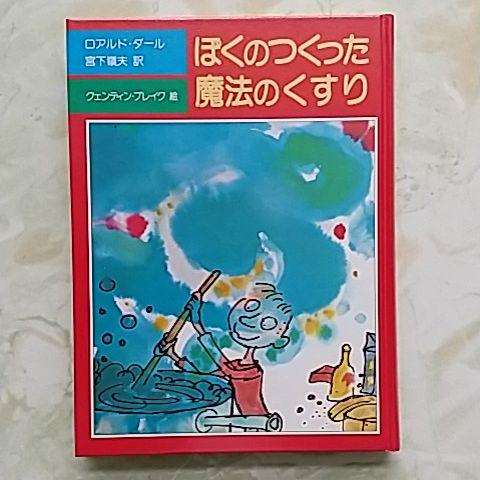 ロアルド・ダール
宮下嶺夫 訳
クェンティン・ブレイク 絵
ぼくのつくった
魔法のくすり